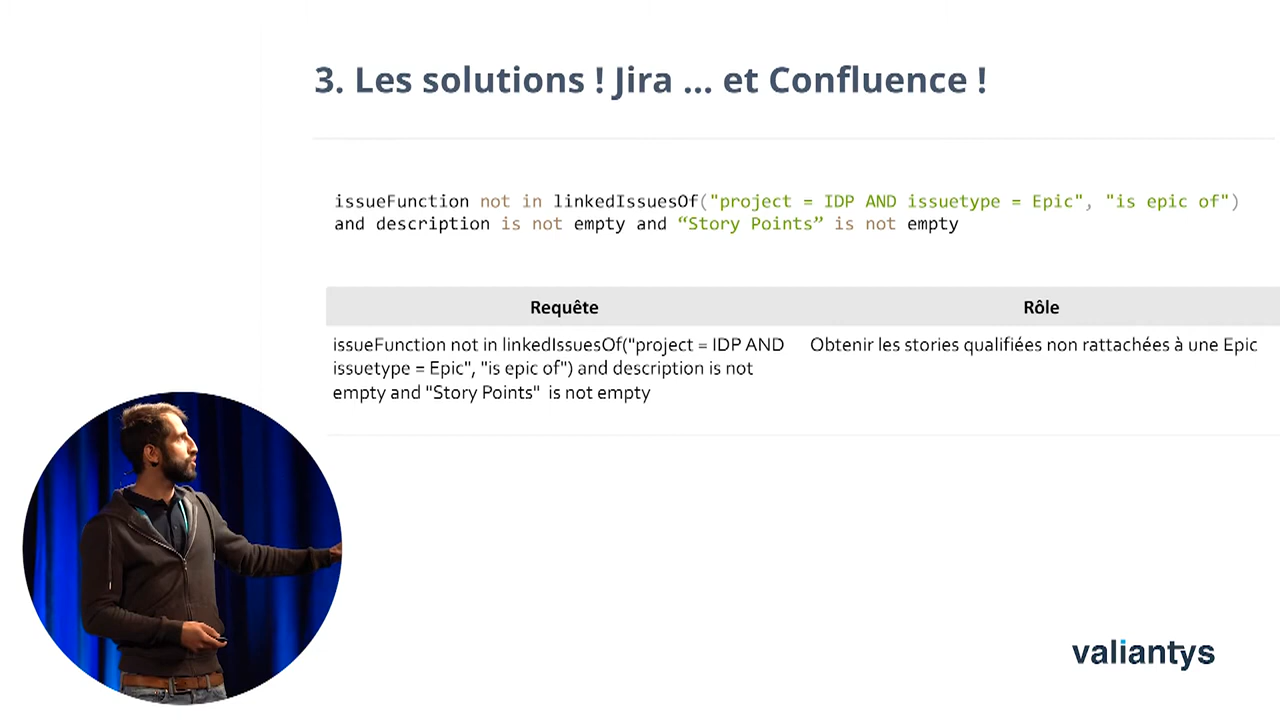 3. Les solutions ! Jira ... et Confluence !
issueFunction not in linkedIssuesOf("project = IDP AND issuetype = Epic", "is epic of")
and description is not empty and “Story Points” is not empty
Requête
Rôle
issueFunction not in linkedIssuesOf("project = IDP AND
issuetype = Epic", "is epic of") and description is not
empty and "Story Points"  is not empty
Obtenir les stories qualifiées non rattachées à une Epic
valiantys